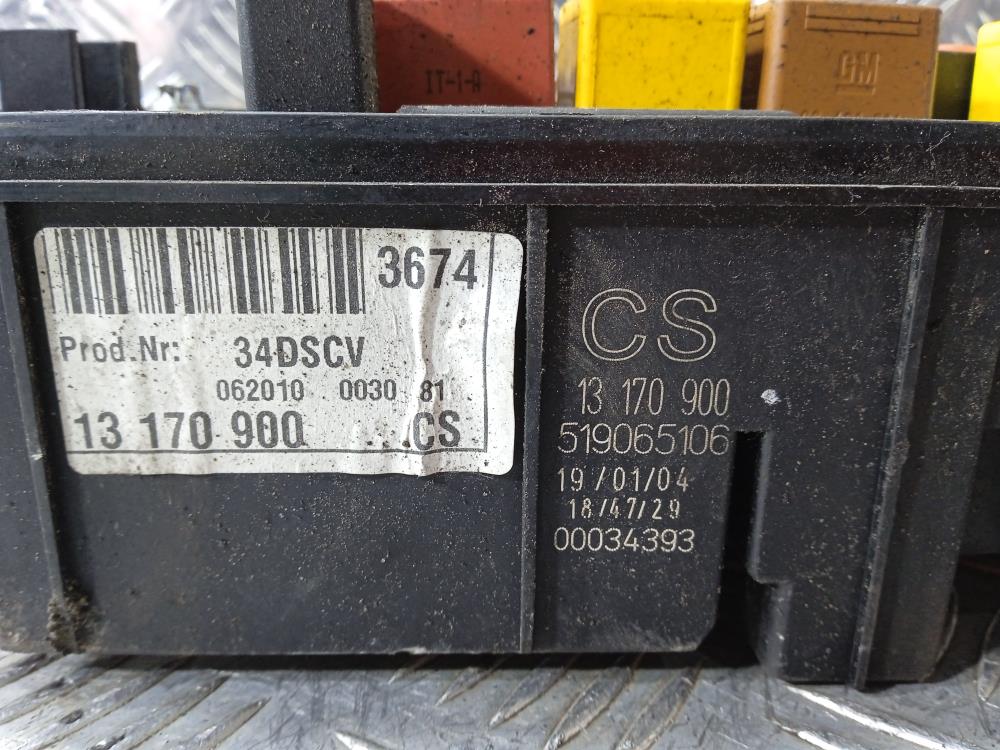 IT-1-A
GM
3674
Prod.Nr: 34DSCV
062010 0030 81
13 170 900 CS
CS
13 170 900
519065106
19/01/04
18/47/29
00034393